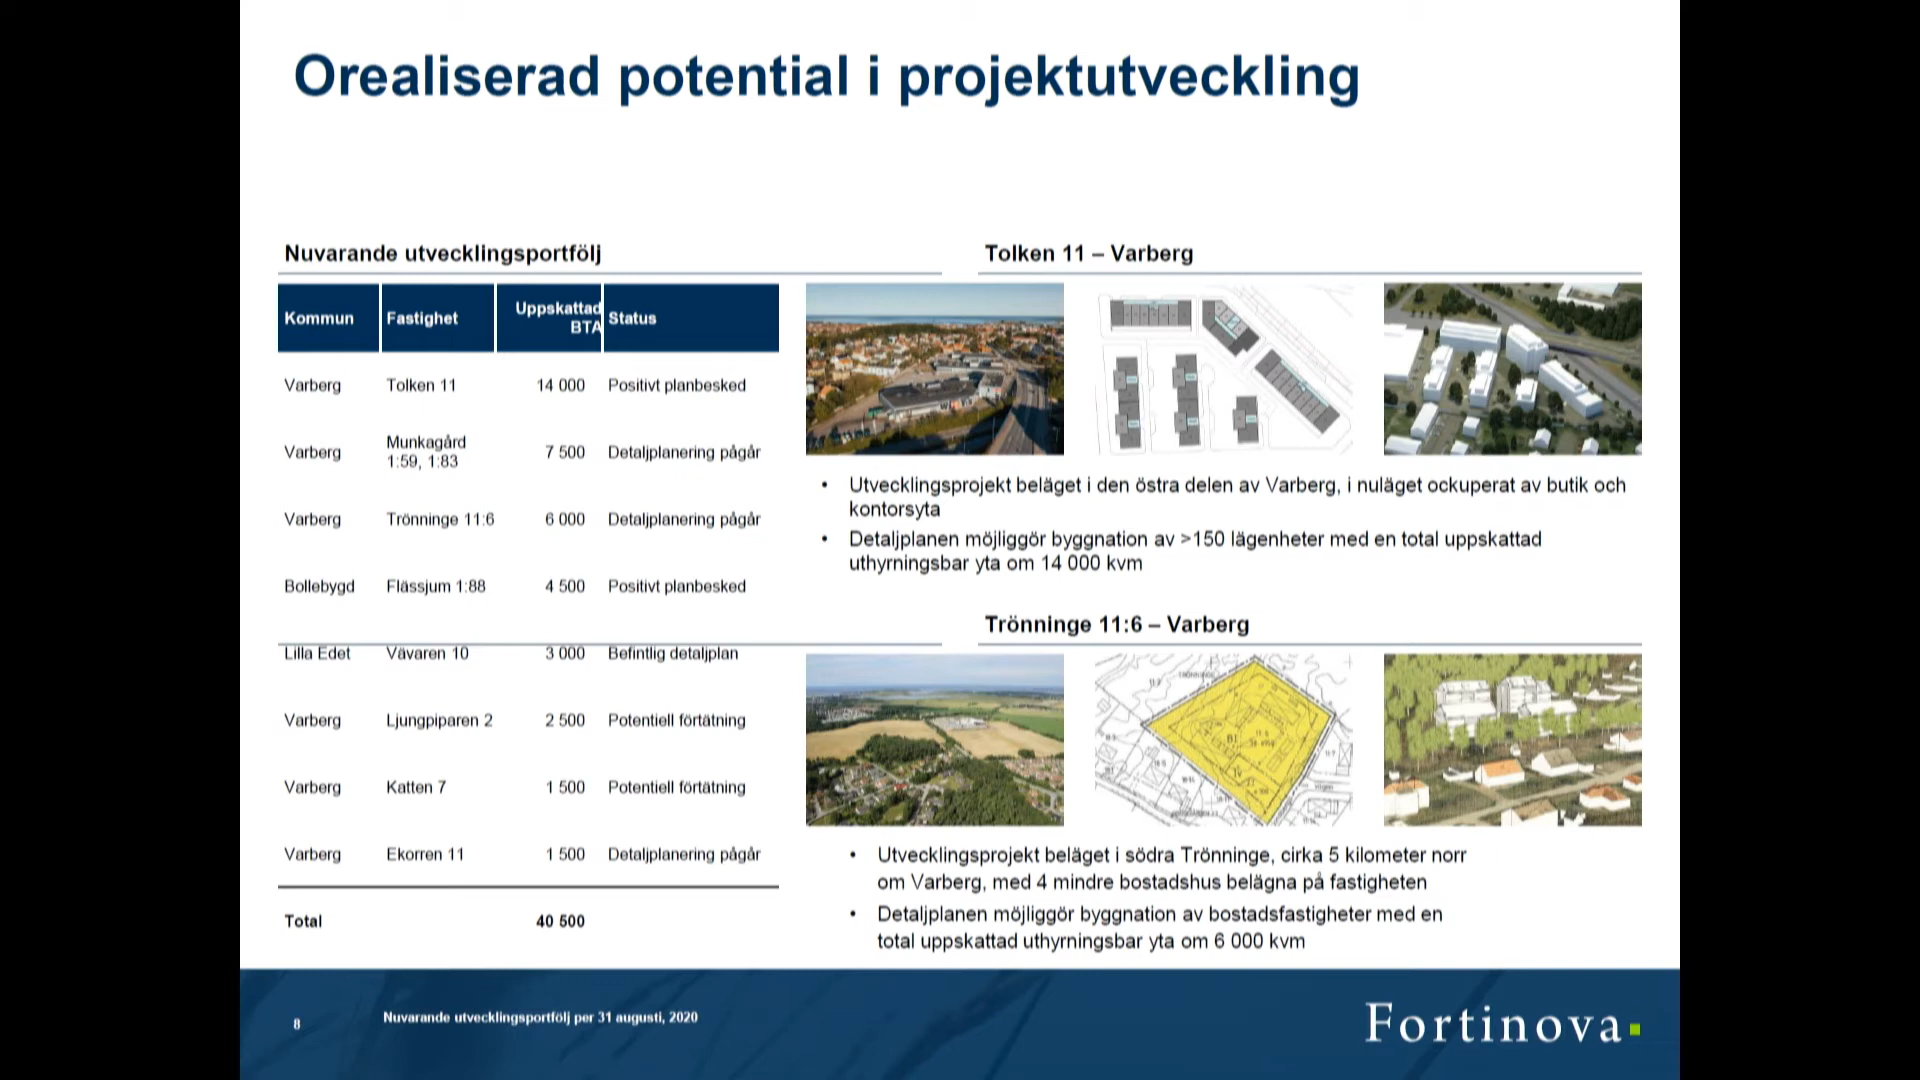 Orealiserad potential i projektutveckling
Nuvarande utvecklingsportfölj
Kommun Fastighet Uppskattad BTA Status
Varberg Tolken 11 14 000 Positivt planbesked
Varberg Munkagård 1:59, 1:83 7 500 Detaljplanering pågår
Varberg Trönninge 11:6 6 000 Detaljplanering pågår
Bollebygd Flässjum 1:88 4 500 Positivt planbesked
Lilla Edet Vävaren 10 3 000 Befintlig detaljplan
Varberg Ljungpiparen 2 2 500 Potentiell förtätning
Varberg Katten 7 1 500 Potentiell förtätning
Varberg Ekorren 11 1 500 Detaljplanering pågår
Total 40 500
Tolken 11 – Varberg
• Utvecklingsprojekt beläget i den östra delen av Varberg, i nuläget ockuperat av butik och
kontorsyta
• Detaljplanen möjliggör byggnation av >150 lägenheter med en total uppskattad
uthyrningsbar yta om 14 000 kvm
Trönninge 11:6 – Varberg
• Utvecklingsprojekt beläget i södra Trönninge, cirka 5 kilometer norr
om Varberg, med 4 mindre bostadshus belägna på fastigheten
• Detaljplanen möjliggör byggnation av bostadsfastigheter med en
total uppskattad uthyrningsbar yta om 6 000 kvm
8
Nuvarande utvecklingsportfölj per 31 augusti, 2020
Fortinova